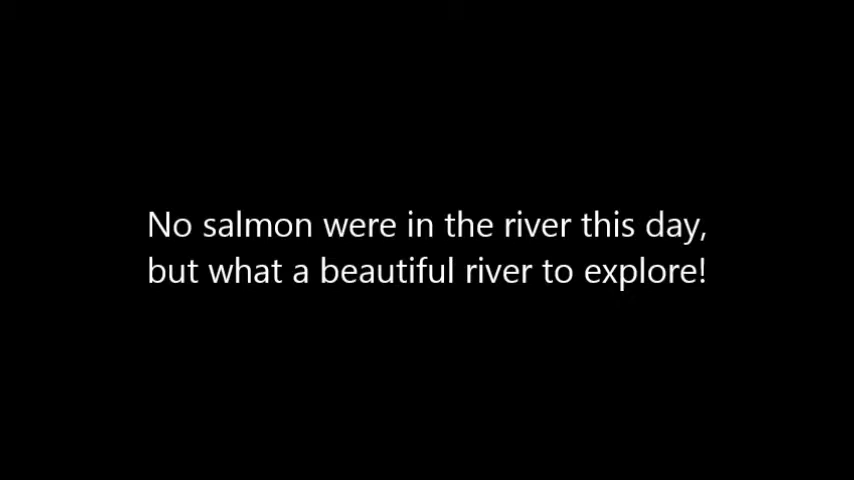 No salmon were in the river this day,
but what a beautiful river to explore!